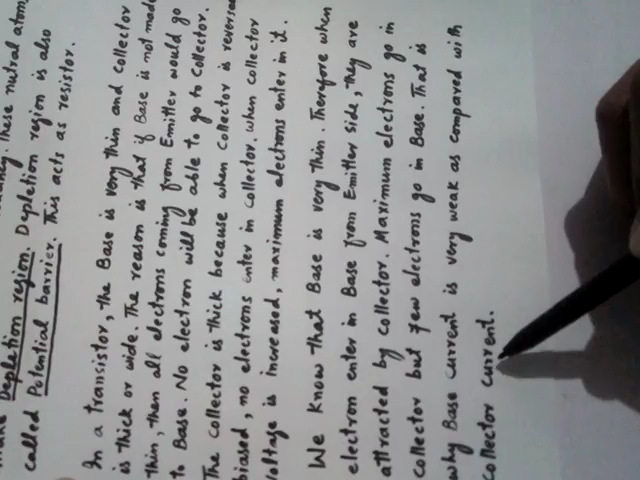 These nutral atom
Depletion region. Depletion region is also
called Potential barrier. This acts as resistor.
In a transistor, the Base is very thin and collector
is thick or wide. The reason is that if Base is not made
thin, then all electrons coming from Emitter would go
to Base. No electron will be able to go to collector.
The collector is thick because when collector is reverse
biased, no electrons enter in collector. when collector
voltage is increased, maximum electrons enter in it.
We know that Base is very thin. Therefore when
electron enter in Base from Emitter side, they are
attracted by collector. Maximum electrons go in
collector but few electrons go in Base. That is
why Base current is very weak as compared with
collector current.